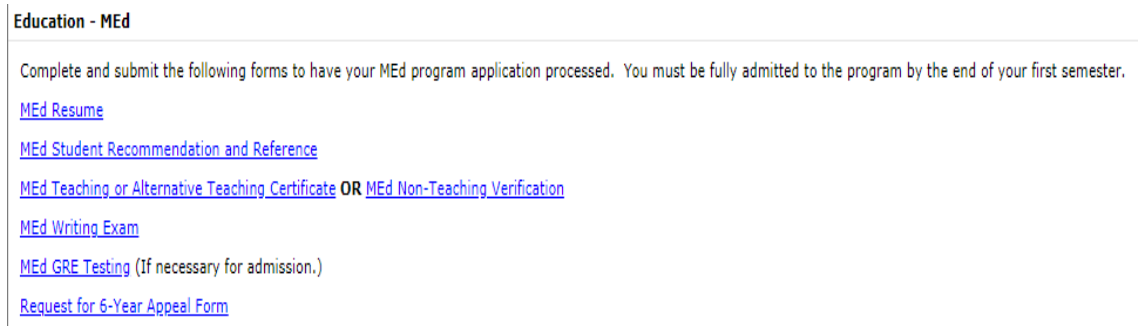 Education - MEd
Complete and submit the following forms to have your MEd program application processed.  You must be fully admitted to the program by the end of your first semester.
MEd Resume
MEd Student Recommendation and Reference
MEd Teaching or Alternative Teaching Certificate OR MEd Non-Teaching Verification
MEd Writing Exam
MEd GRE Testing (If necessary for admission.)
Request for 6-Year Appeal Form